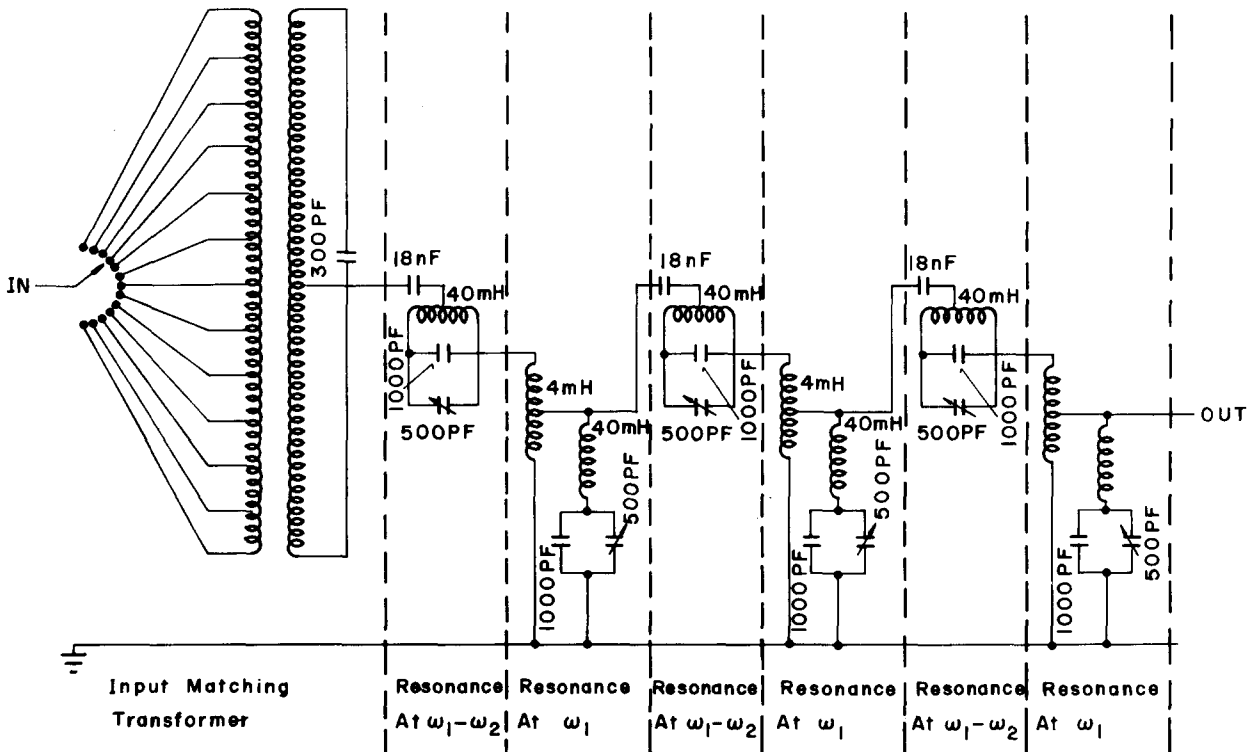 IN
300PF
18nF
40mH
1000PF
500PF
4mH
40mH
500PF
1000PF
18nF
40mH
1000PF
500PF
4mH
40mH
500PF
1000PF
18nF
40mH
1000PF
500PF
500PF
1000PF
OUT
Input Matching
Transformer
Resonance
At ω₁-ω₂
Resonance
At ω₁
Resonance
At ω₁-ω₂
Resonance
At ω₁
Resonance
At ω₁-ω₂
Resonance
At ω₁